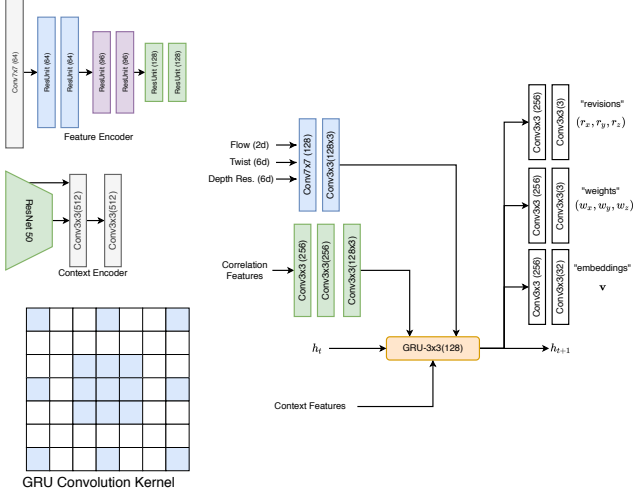 Conv7x7 (64)
ResUnit (64)
ResUnit (64)
ResUnit (96)
ResUnit (96)
ResUnit (128)
ResUnit (128)
Feature Encoder
ResNet 50
Conv3x3(512)
Conv3x3(512)
Context Encoder
GRU Convolution Kernel
Flow (2d)
Twist (6d)
Depth Res. (6d)
Conv7x7 (128)
Conv3x3(128x3)
Correlation
Features
Conv3x3 (256)
Conv3x3(256)
Conv3x3(128x3)
h_t
GRU-3x3(128)
h_{t+1}
Context Features
Conv3x3 (256)
Conv3x3(3)
"revisions"
(r_x, r_y, r_z)
Conv3x3 (256)
Conv3x3(3)
"weights"
(w_x, w_y, w_z)
Conv3x3 (256)
Conv3x3(32)
"embeddings"
v